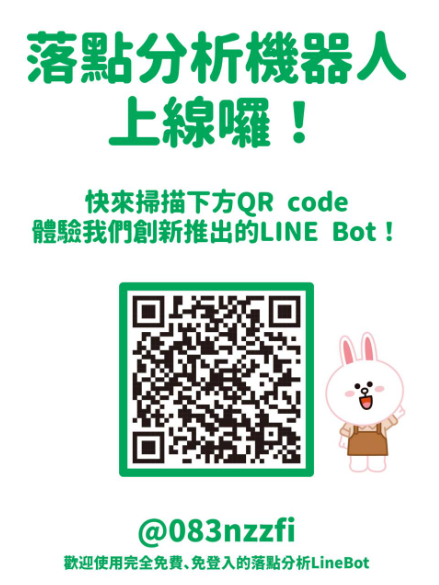 落點分析機器人
上線囉！
快來掃描下方QR code
體驗我們創新推出的LINE Bot！
@083nzzfi
歡迎使用完全免費、免登入的落點分析LineBot